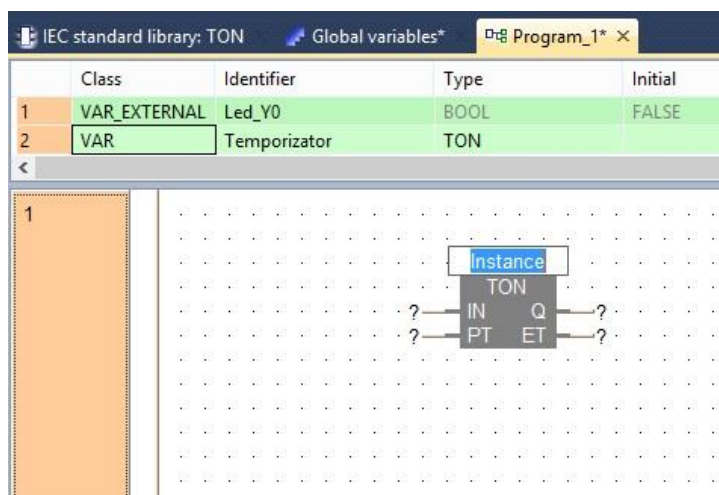 IEC standard library: TON Global variables* Program_1*
Class Identifier Type Initial
1 VAR_EXTERNAL Led_Y0 BOOL FALSE
2 VAR Temporizator TON
1
Instance
TON
? IN Q ?
? PT ET ?